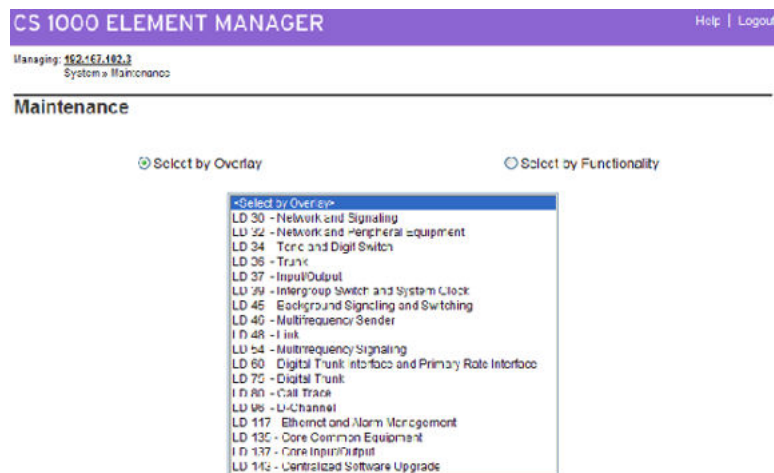 CS 1000 ELEMENT MANAGER
Help | Logout
Managing: 192.167.102.3
System » Maintenance
Maintenance
Select by Overlay
Select by Functionality
<Select by Overlay>
LD 30 - Network and Signaling
LD 32 - Network and Peripheral Equipment
LD 34 - Tone and Digit Switch
LD 36 - Trunk
LD 37 - Input/Output
LD 39 - Intergroup Switch and System Clock
LD 45 - Background Signaling and Switching
LD 46 - Multifrequency Sender
LD 48 - Link
LD 54 - Multifrequency Signaling
LD 60 - Digital Trunk Interface and Primary Rate Interface
LD 75 - Digital Trunk
LD 80 - Call Trace
LD 96 - D-Channel
LD 117 - Ethernet and Alarm Management
LD 135 - Core Common Equipment
LD 137 - Core Input/Output
LD 143 - Centralized Software Upgrade